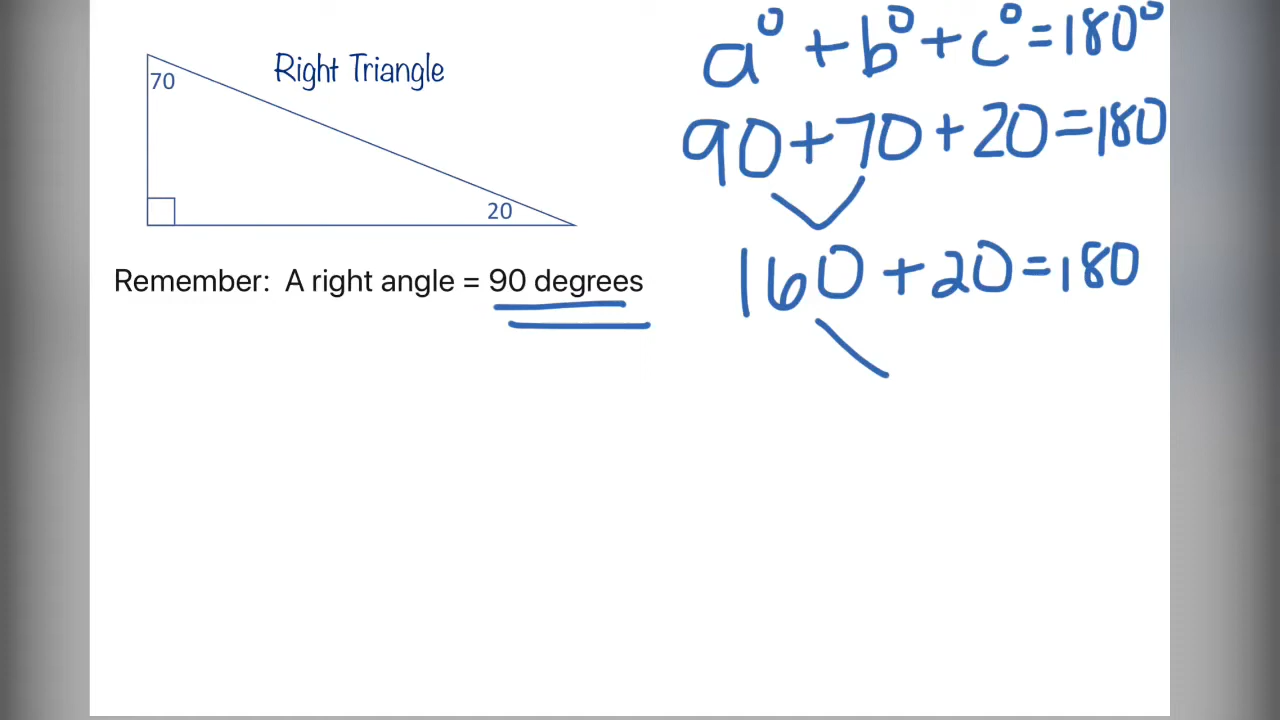 a° + b° + c° = 180°
Right Triangle
70
90 + 70 + 20 = 180
20
160 + 20 = 180
Remember: A right angle = 90 degrees